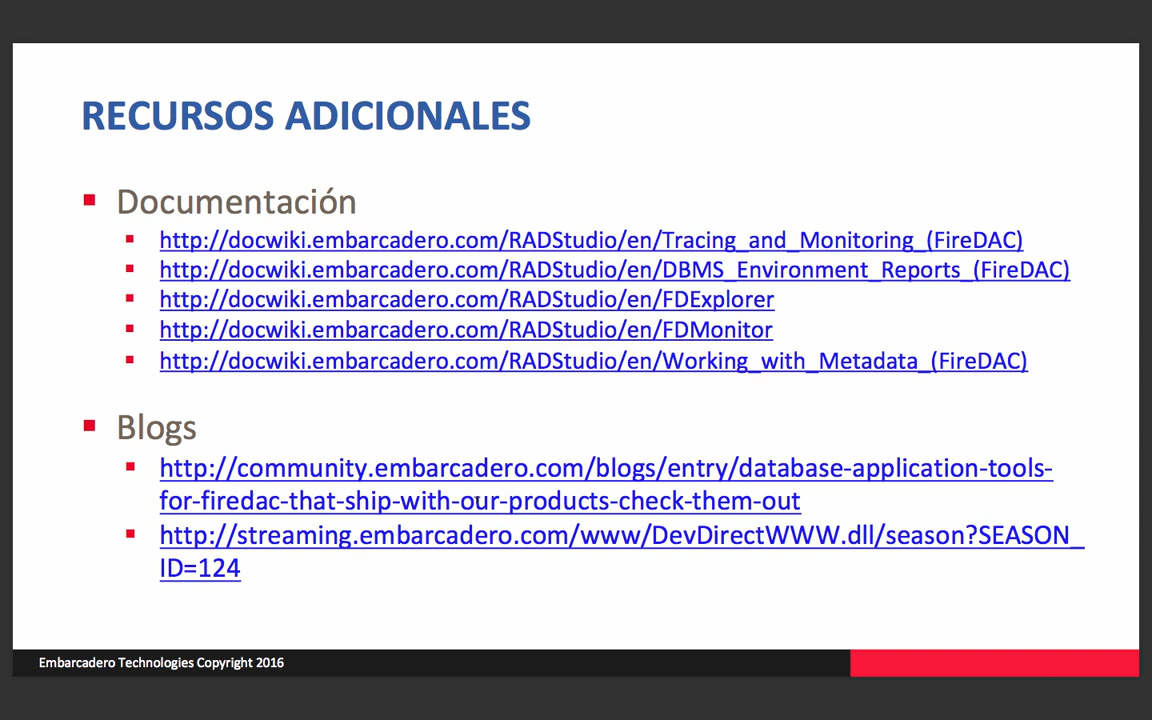 RECURSOS ADICIONALES
Documentación
http://docwiki.embarcadero.com/RADStudio/en/Tracing_and_Monitoring_(FireDAC)
http://docwiki.embarcadero.com/RADStudio/en/DBMS_Environment_Reports_(FireDAC)
http://docwiki.embarcadero.com/RADStudio/en/FDExplorer
http://docwiki.embarcadero.com/RADStudio/en/FDMonitor
http://docwiki.embarcadero.com/RADStudio/en/Working_with_Metadata_(FireDAC)
Blogs
http://community.embarcadero.com/blogs/entry/database-application-tools-
for-firedac-that-ship-with-our-products-check-them-out
http://streaming.embarcadero.com/www/DevDirectWWW.dll/season?SEASON_
ID=124
Embarcadero Technologies Copyright 2016